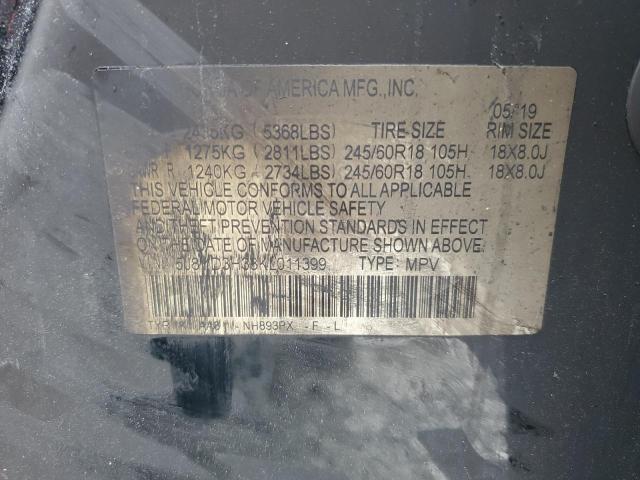 OF AMERICA MFG.,INC.
05/19
5368LBS) TIRE SIZE RIM SIZE
1275KG (2811LBS) 245/60R18 105H 18X8.0J
R 1240KG (2734LBS) 245/60R18 105H. 18X8.0J
THIS VEHICLE CONFORMS TO ALL APPLICABLE
FEDERAL MOTOR VEHICLE SAFETY
AND THEFT PREVENTION STANDARDS IN EFFECT
ON THE DATE OF MANUFACTURE SHOWN ABOVE.
TYPE: MPV
NH893PX - F - L